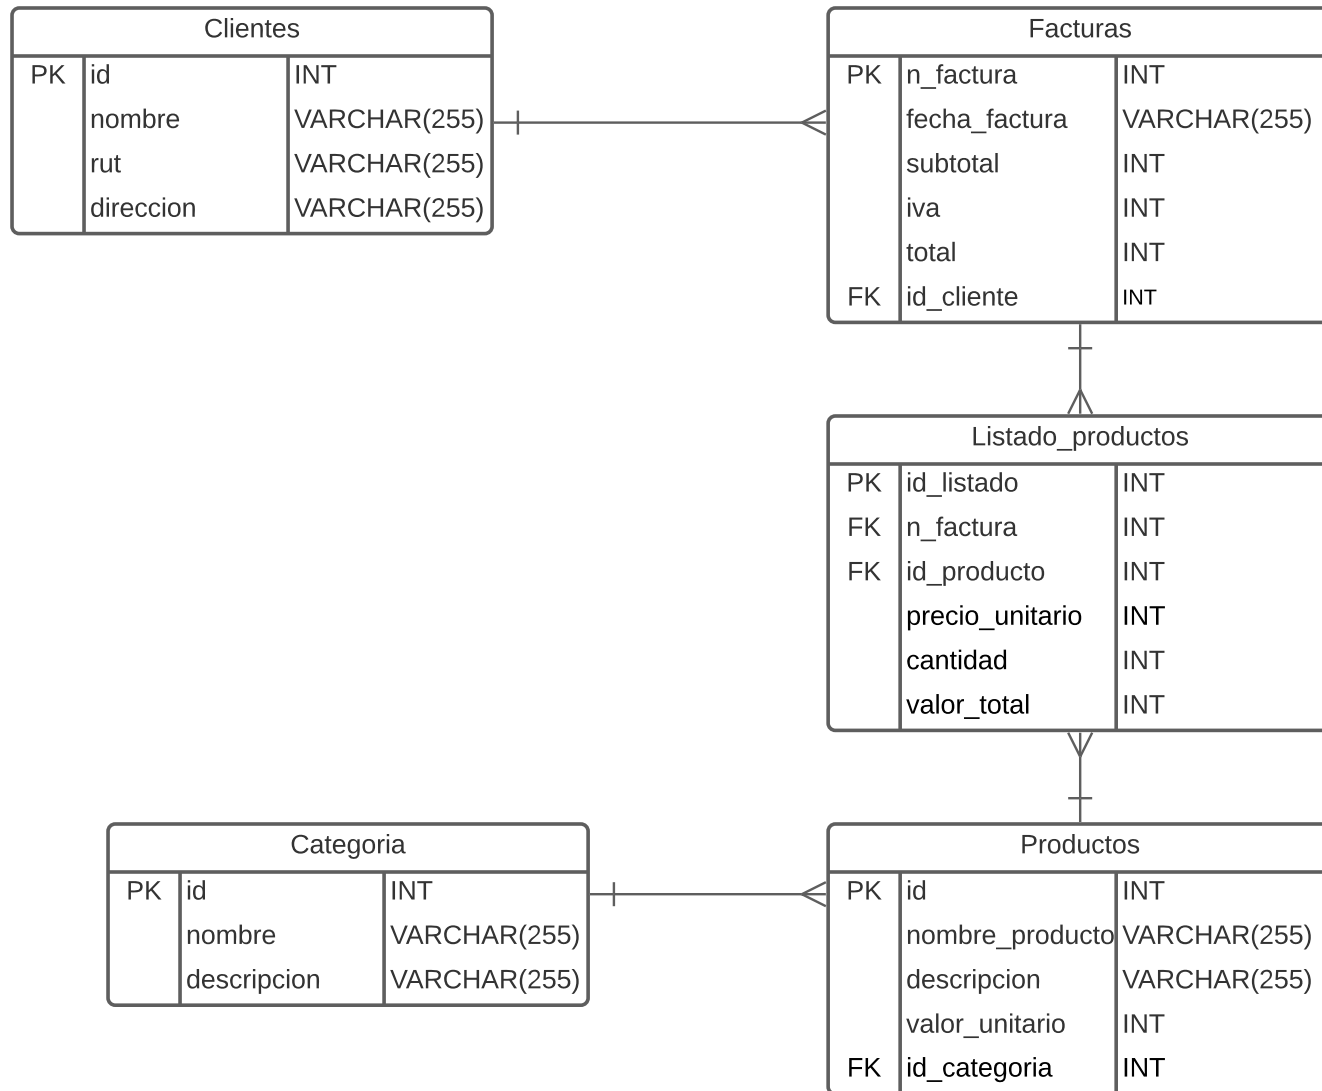 Clientes
PK id INT
nombre VARCHAR(255)
rut VARCHAR(255)
direccion VARCHAR(255)
Facturas
PK n_factura INT
fecha_factura VARCHAR(255)
subtotal INT
iva INT
total INT
FK id_cliente INT
Listado_productos
PK id_listado INT
FK n_factura INT
FK id_producto INT
precio_unitario INT
cantidad INT
valor_total INT
Categoria
PK id INT
nombre VARCHAR(255)
descripcion VARCHAR(255)
Productos
PK id INT
nombre_producto VARCHAR(255)
descripcion VARCHAR(255)
valor_unitario INT
FK id_categoria INT